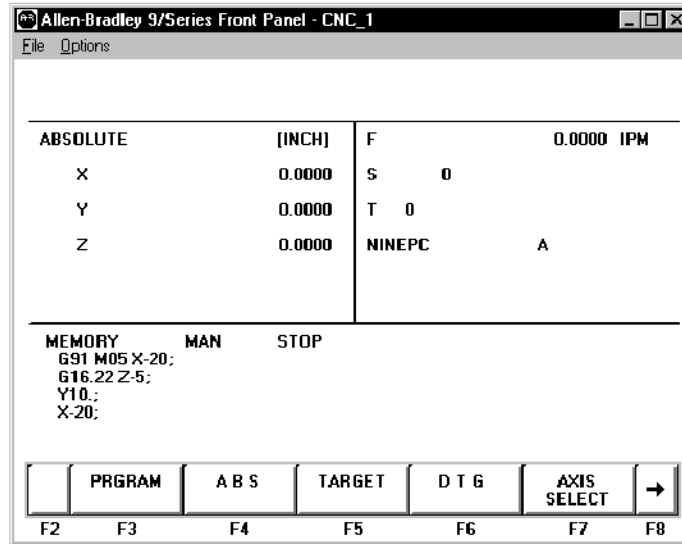 Allen-Bradley 9/Series Front Panel - CNC_1
File Options
ABSOLUTE [INCH] F 0.0000 IPM
X 0.0000 S 0
Y 0.0000 T 0
Z 0.0000 NINEPC A
MEMORY MAN STOP
G91 M05 X-20;
G16.22 Z-5;
Y10.;
X-20;
PRGRAM A B S TARGET D T G AXIS SELECT →
F2 F3 F4 F5 F6 F7 F8